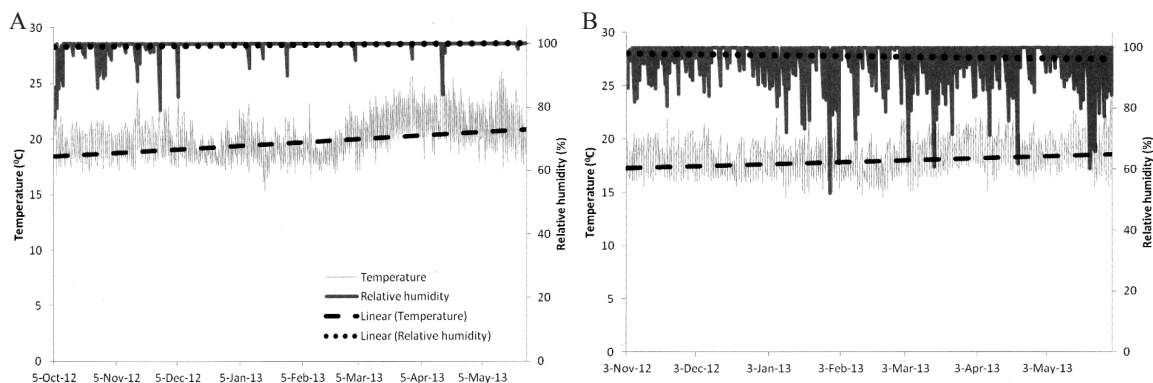 A
30
25
20
15
10
5
0
Temperature (⁰C)
100
80
60
40
20
0
Relative humidity (%)
Temperature
Relative humidity
Linear (Temperature)
Linear (Relative humidity)
5-Oct-12 5-Nov-12 5-Dec-12 5-Jan-13 5-Feb-13 5-Mar-13 5-Apr-13 5-May-13
B
30
25
20
15
10
5
0
Temperature (⁰C)
100
80
60
40
20
0
Relative humidity (%)
3-Nov-12 3-Dec-12 3-Jan-13 3-Feb-13 3-Mar-13 3-Apr-13 3-May-13